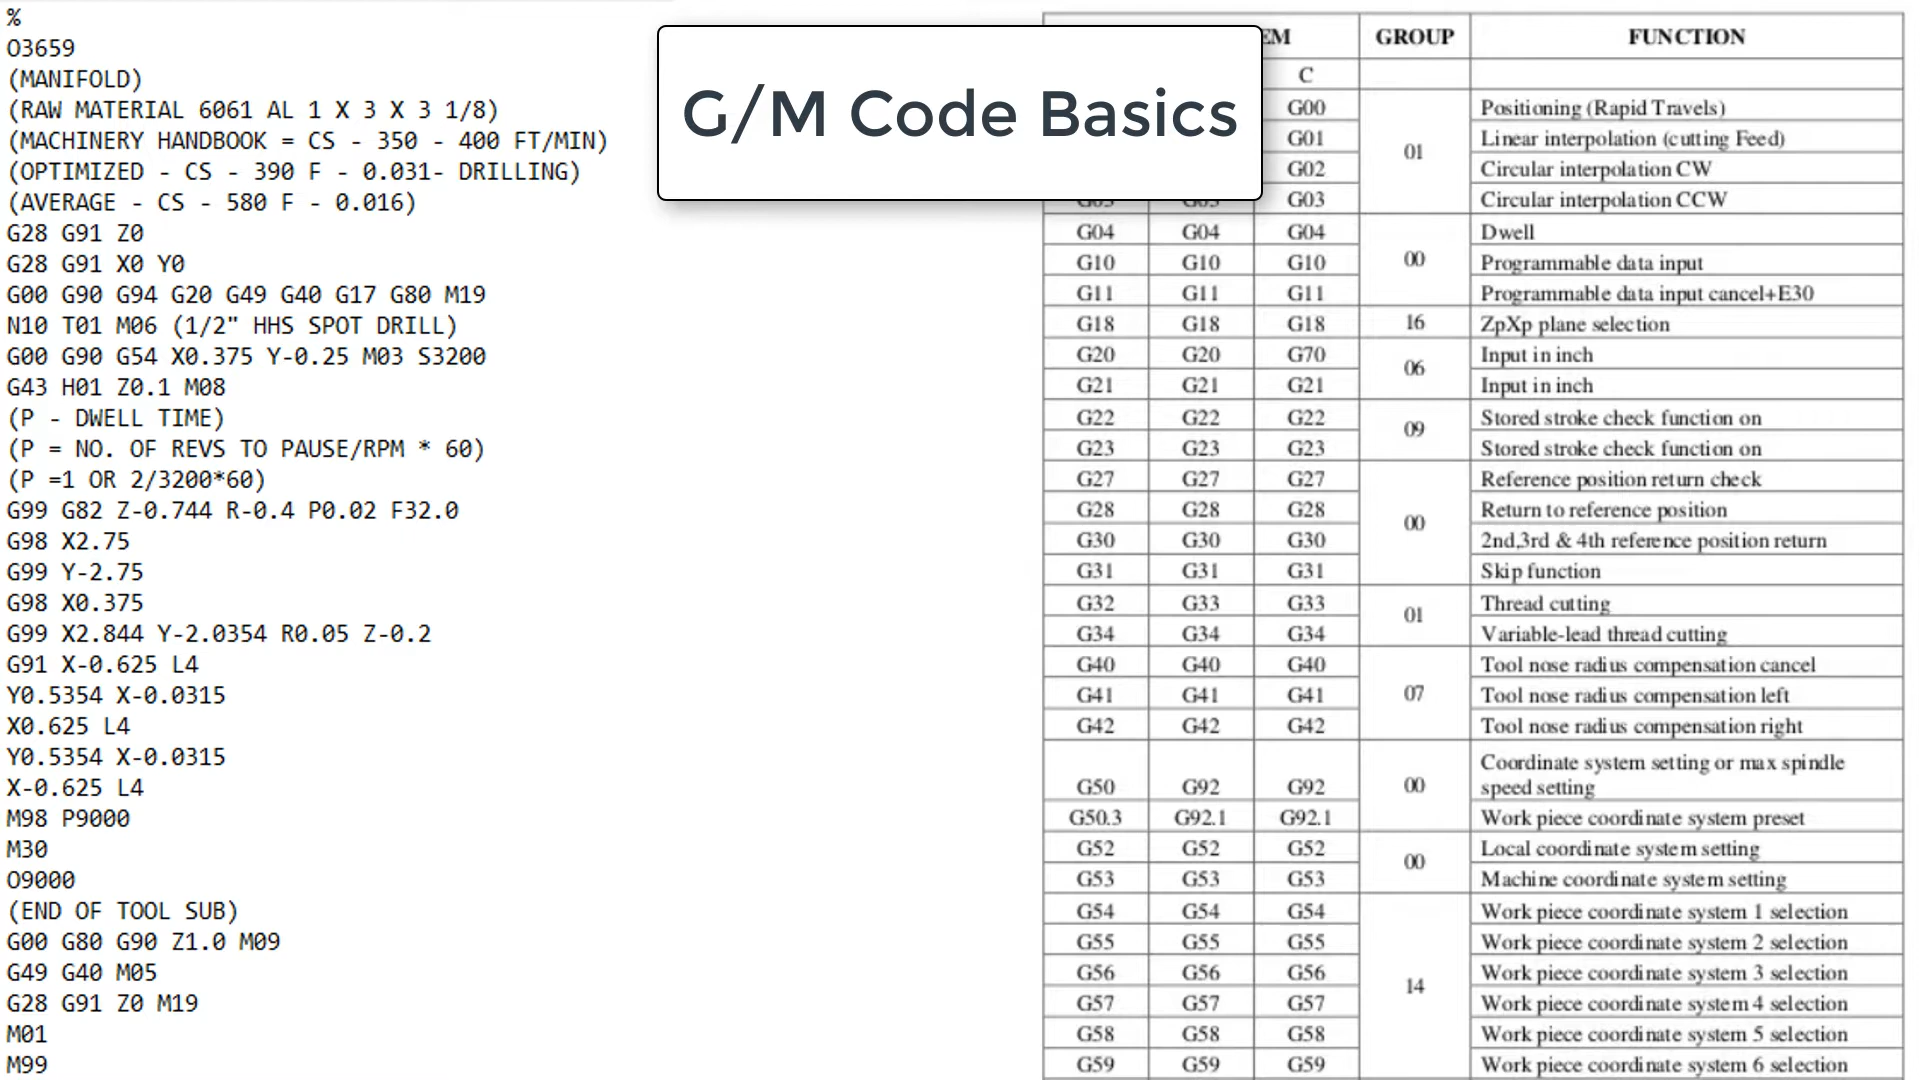 %
O3659
(MANIFOLD)
(RAW MATERIAL 6061 AL 1 X 3 X 3 1/8)
(MACHINERY HANDBOOK = CS - 350 - 400 FT/MIN)
(OPTIMIZED - CS - 390 F - 0.031- DRILLING)
(AVERAGE - CS - 580 F - 0.016)
G28 G91 Z0
G28 G91 X0 Y0
G00 G90 G94 G20 G49 G40 G17 G80 M19
N10 T01 M06 (1/2" HHS SPOT DRILL)
G00 G90 G54 X0.375 Y-0.25 M03 S3200
G43 H01 Z0.1 M08
(P - DWELL TIME)
(P = NO. OF REVS TO PAUSE/RPM * 60)
(P =1 OR 2/3200*60)
G99 G82 Z-0.744 R-0.4 P0.02 F32.0
G98 X2.75
G99 Y-2.75
G98 X0.375
G99 X2.844 Y-2.0354 R0.05 Z-0.2
G91 X-0.625 L4
Y0.5354 X-0.0315
X0.625 L4
Y0.5354 X-0.0315
X-0.625 L4
M98 P9000
M30
O9000
(END OF TOOL SUB)
G00 G80 G90 Z1.0 M09
G49 G40 M05
G28 G91 Z0 M19
M01
M99
G/M Code Basics
GROUP FUNCTION
C
G00 01 Positioning (Rapid Travels)
G01 Linear interpolation (cutting Feed)
G02 Circular interpolation CW
G03 Circular interpolation CCW
G04 G04 G04 00 Dwell
G10 G10 G10 Programmable data input
G11 G11 G11 Programmable data input cancel+E30
G18 G18 G18 16 ZpXp plane selection
G20 G20 G70 06 Input in inch
G21 G21 G21 Input in inch
G22 G22 G22 09 Stored stroke check function on
G23 G23 G23 Stored stroke check function on
G27 G27 G27 00 Reference position return check
G28 G28 G28 Return to reference position
G30 G30 G30 2nd,3rd & 4th reference position return
G31 G31 G31 Skip function
G32 G33 G33 01 Thread cutting
G34 G34 G34 Variable-lead thread cutting
G40 G40 G40 07 Tool nose radius compensation cancel
G41 G41 G41 Tool nose radius compensation left
G42 G42 G42 Tool nose radius compensation right
G50 G92 G92 00 Coordinate system setting or max spindle
speed setting
G50.3 G92.1 G92.1 Work piece coordinate system preset
G52 G52 G52 00 Local coordinate system setting
G53 G53 G53 Machine coordinate system setting
G54 G54 G54 14 Work piece coordinate system 1 selection
G55 G55 G55 Work piece coordinate system 2 selection
G56 G56 G56 Work piece coordinate system 3 selection
G57 G57 G57 Work piece coordinate system 4 selection
G58 G58 G58 Work piece coordinate system 5 selection
G59 G59 G59 Work piece coordinate system 6 selection